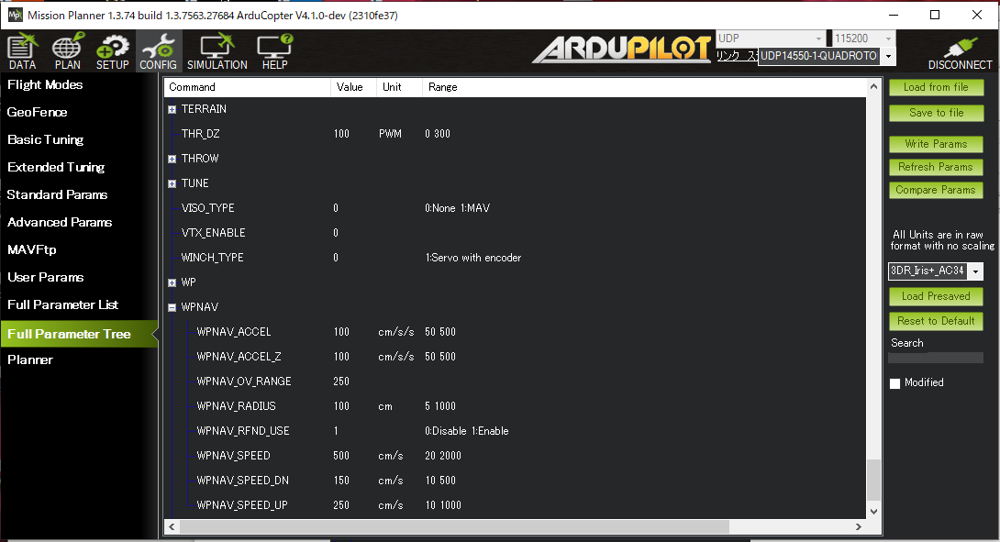 Mission Planner 1.3.74 build 1.3.7563.27684 ArduCopter V4.1.0-dev (2310fe37)
DATA PLAN SETUP CONFIG SIMULATION HELP
ARDUPILOT
UDP 115200
UDP14550-1-QUADROTO
DISCONNECT
Flight Modes
GeoFence
Basic Tuning
Extended Tuning
Standard Params
Advanced Params
MAVFtp
User Params
Full Parameter List
Full Parameter Tree
Planner
Command Value Unit Range
TERRAIN
THR_DZ 100 PWM 0 300
THROW
TUNE
VISO_TYPE 0 0:None 1:MAV
VTX_ENABLE 0
WINCH_TYPE 0 1:Servo with encoder
WP
WPNAV
WPNAV_ACCEL 100 cm/s/s 50 500
WPNAV_ACCEL_Z 100 cm/s/s 50 500
WPNAV_OV_RANGE 250
WPNAV_RADIUS 100 cm 5 1000
WPNAV_RFND_USE 1 0:Disable 1:Enable
WPNAV_SPEED 500 cm/s 20 2000
WPNAV_SPEED_DN 150 cm/s 10 500
WPNAV_SPEED_UP 250 cm/s 10 1000
Load from file
Save to file
Write Params
Refresh Params
Compare Params
All Units are in raw
format with no scaling
3DR_Iris+_AC34
Load Presaved
Reset to Default
Search
Modified